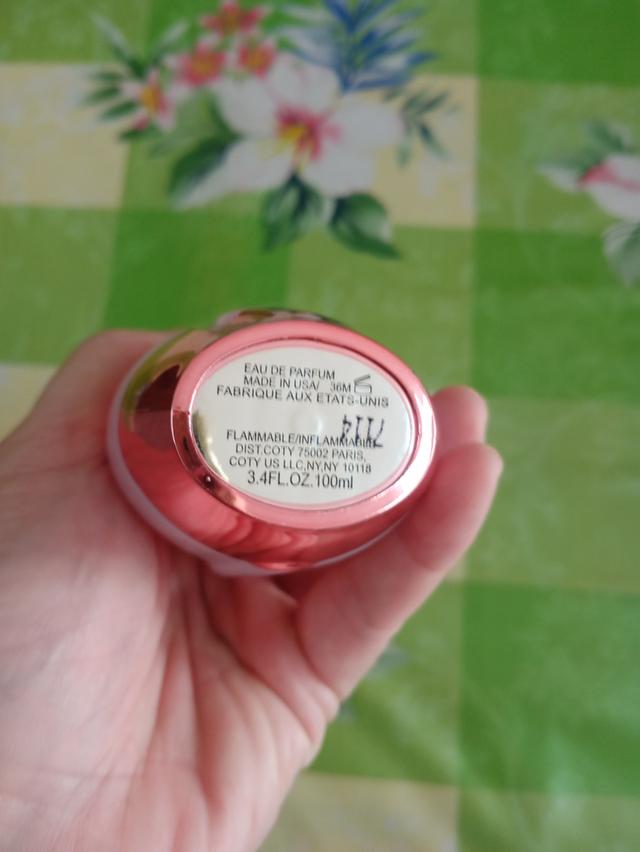 EAU DE PARFUM
MADE IN USA/ 36M
FABRIQUE AUX ETATS-UNIS
7114
FLAMMABLE/INFLAMMABLE
DIST.COTY 75002 PARIS,
COTY US LLC,NY,NY 10118
3.4FL.OZ.100ml